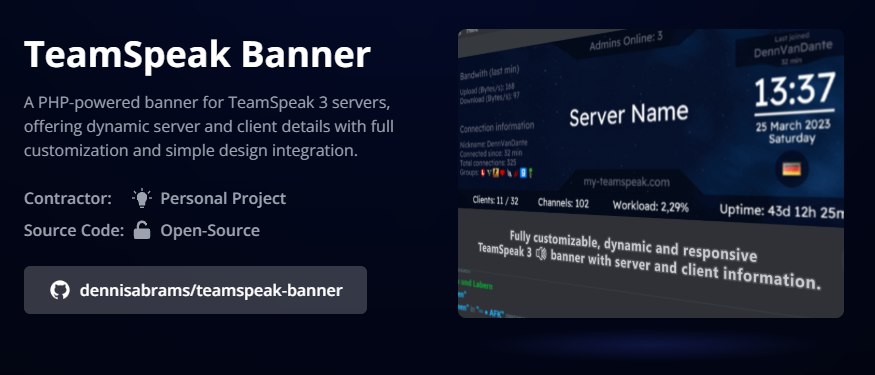 TeamSpeak Banner
A PHP-powered banner for TeamSpeak 3 servers,
offering dynamic server and client details with full
customization and simple design integration.
Contractor: Personal Project
Source Code: Open-Source
dennisabrams/teamspeak-banner
Admins Online: 3
Last joined
DennVanDante
32 min
Bandwith (last min)
Upload (Bytes/s): 168
Download (Bytes/s): 97
Server Name
13:37
25 March 2023
Saturday
Connection information
Nickname: DennVanDante
Connected since: 32 min
Total connections: 325
Groups:
my-teamspeak.com
Clients: 11 / 32
Channels: 102
Workload: 2,29%
Uptime: 43d 12h 25m
Fully customizable, dynamic and responsive
TeamSpeak 3 banner with server and client information.
und Labern
AFK"